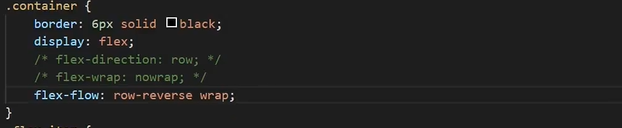 .container {
border: 6px solid black;
display: flex;
/* flex-direction: row; */
/* flex-wrap: nowrap; */
flex-flow: row-reverse wrap;
}